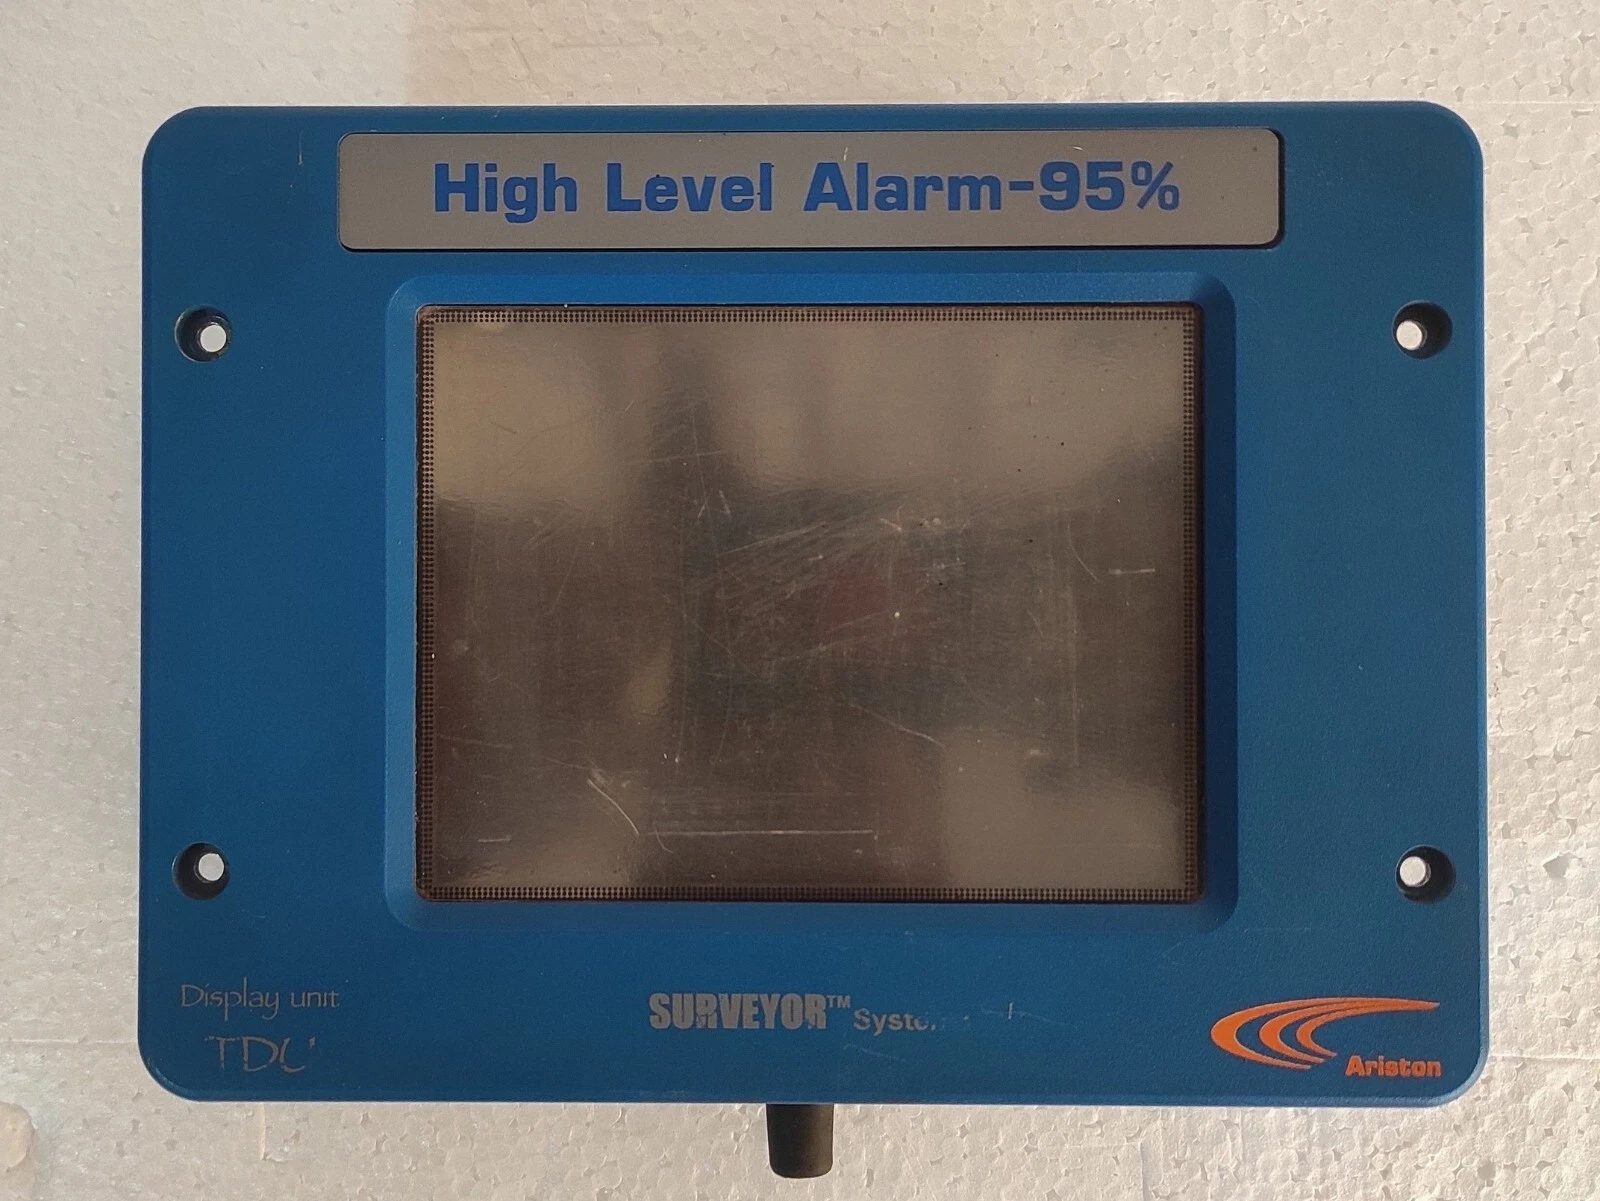 High Level Alarm-95%
Display unit
TDU
SURVEYOR™
Ariston